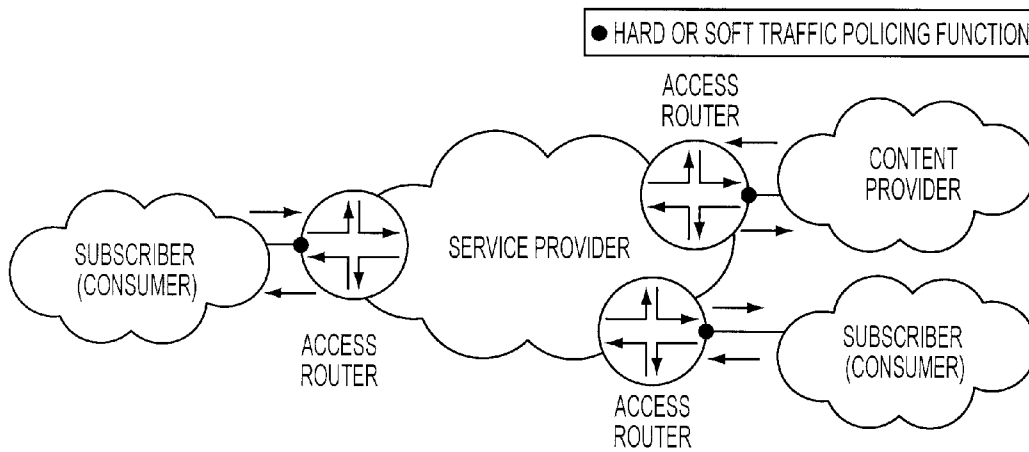 ● HARD OR SOFT TRAFFIC POLICING FUNCTION
ACCESS
ROUTER
CONTENT
PROVIDER
SUBSCRIBER
(CONSUMER)
SERVICE PROVIDER
ACCESS
ROUTER
SUBSCRIBER
(CONSUMER)
ACCESS
ROUTER